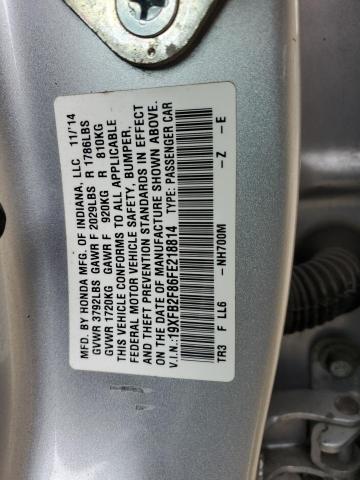 MFD. BY HONDA MFG. OF INDIANA, LLC 11/'14
GVWR 3792LBS GAWR F 2029LBS R 1786LBS
GVWR 1720KG GAWR F 920KG R 810KG
THIS VEHICLE CONFORMS TO ALL APPLICABLE
FEDERAL MOTOR VEHICLE SAFETY, BUMPER,
AND THEFT PREVENTION STANDARDS IN EFFECT
ON THE DATE OF MANUFACTURE SHOWN ABOVE.
V.I.N.:19XFB2F86FE218814 TYPE: PASSENGER CAR
TR3 F LL6 -NH700M -Z -E